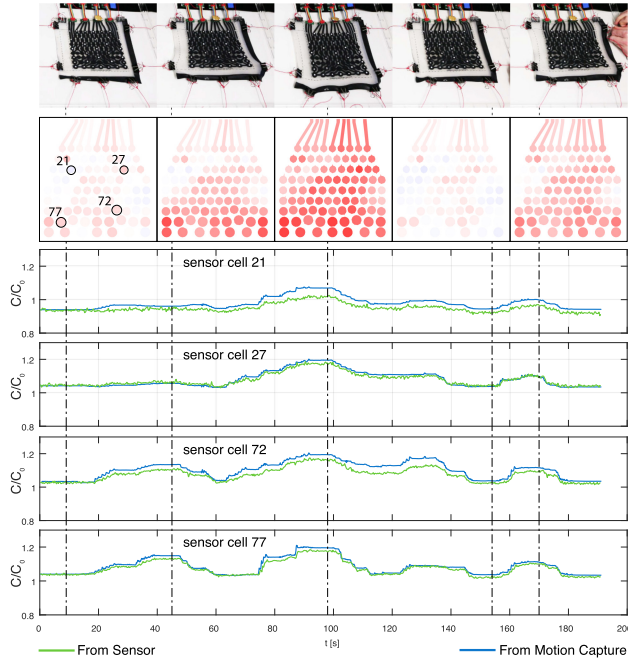 21
27
72
77
sensor cell 21
1.2
1
0.8
C/C0
sensor cell 27
1.2
1
0.8
C/C0
sensor cell 72
1.2
1
0.8
C/C0
sensor cell 77
1.2
1
0.8
C/C0
0 20 40 60 80 100 120 140 160 180 200
t [s]
From Sensor
From Motion Capture